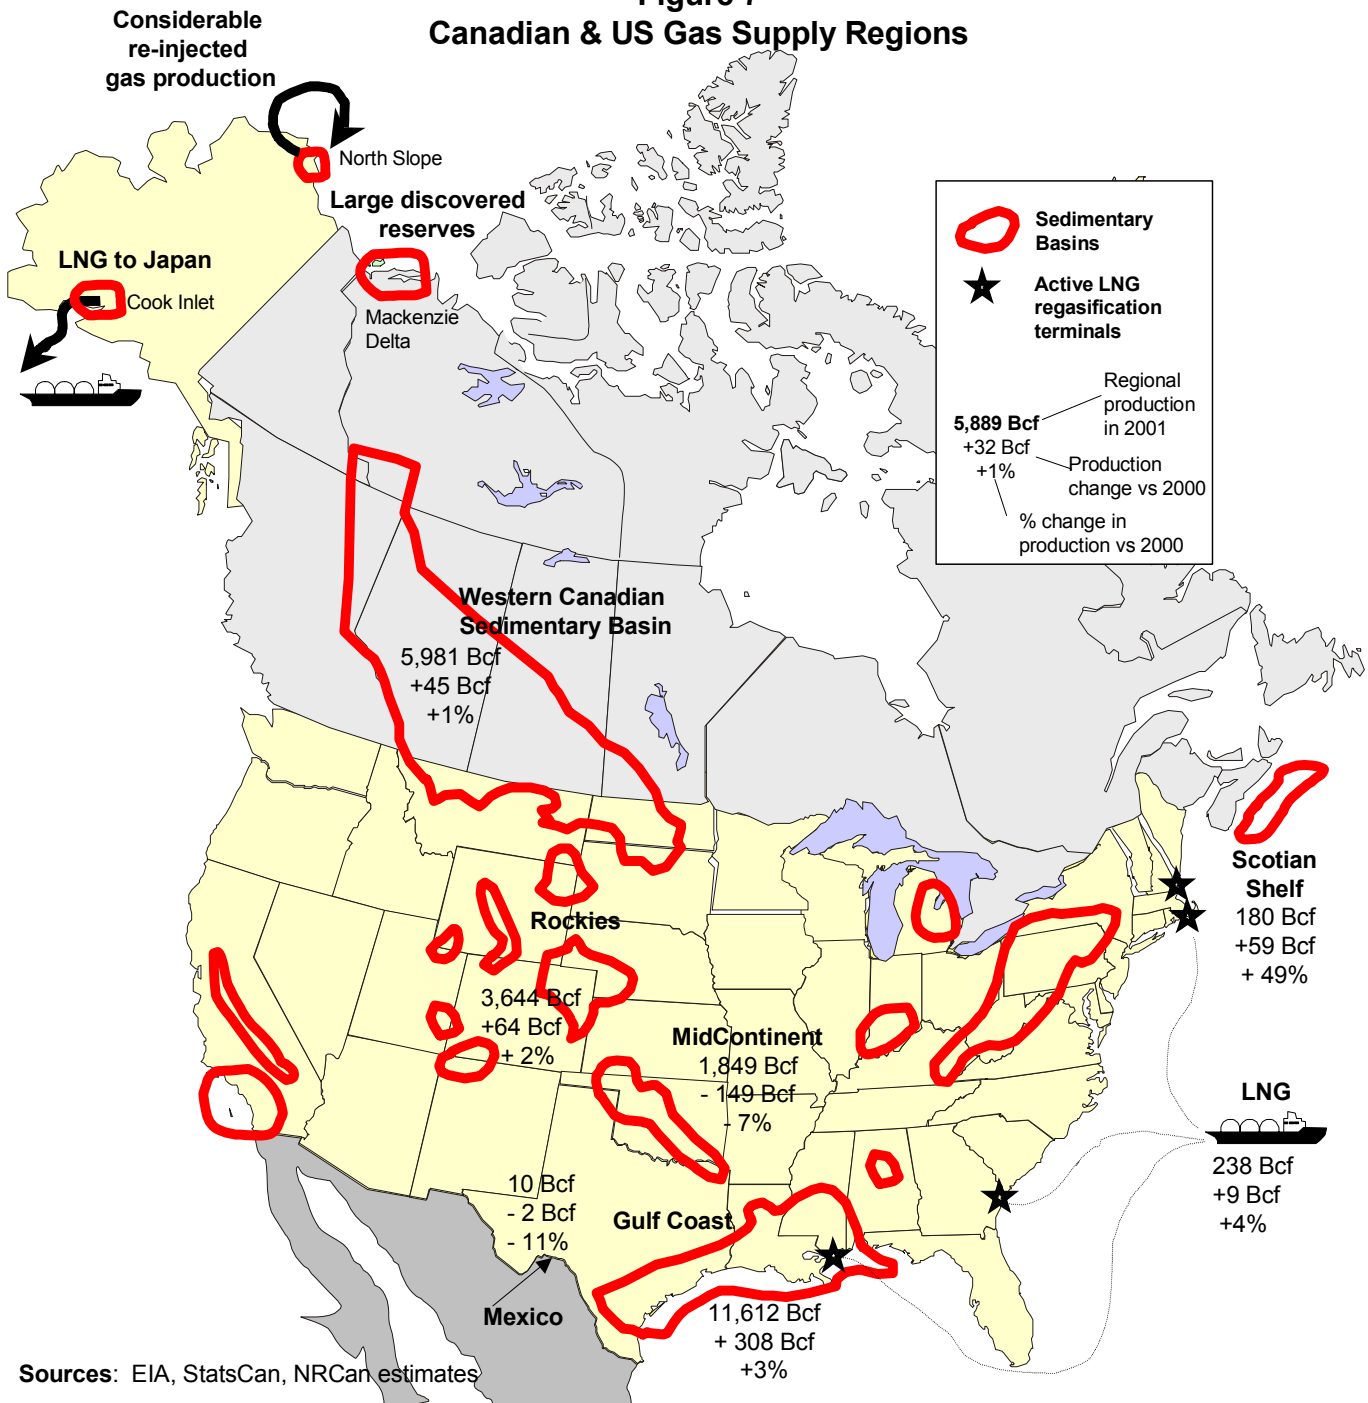 Canadian & US Gas Supply Regions
Considerable
re-injected
gas production
North Slope
Large discovered
reserves
LNG to Japan
Cook Inlet
Mackenzie
Delta
Sedimentary
Basins
Active LNG
regasification
terminals
Regional
production
in 2001
5,889 Bcf
+32 Bcf
+1%
Production
change vs 2000
% change in
production vs 2000
Western Canadian
Sedimentary Basin
5,981 Bcf
+45 Bcf
+1%
Scotian
Shelf
180 Bcf
+59 Bcf
+ 49%
Rockies
3,644 Bcf
+64 Bcf
+ 2%
MidContinent
1,849 Bcf
- 149 Bcf
- 7%
LNG
238 Bcf
+9 Bcf
+4%
10 Bcf
- 2 Bcf
- 11%
Mexico
Gulf Coast
11,612 Bcf
+ 308 Bcf
+3%
Sources: EIA, StatsCan, NRCan estimates